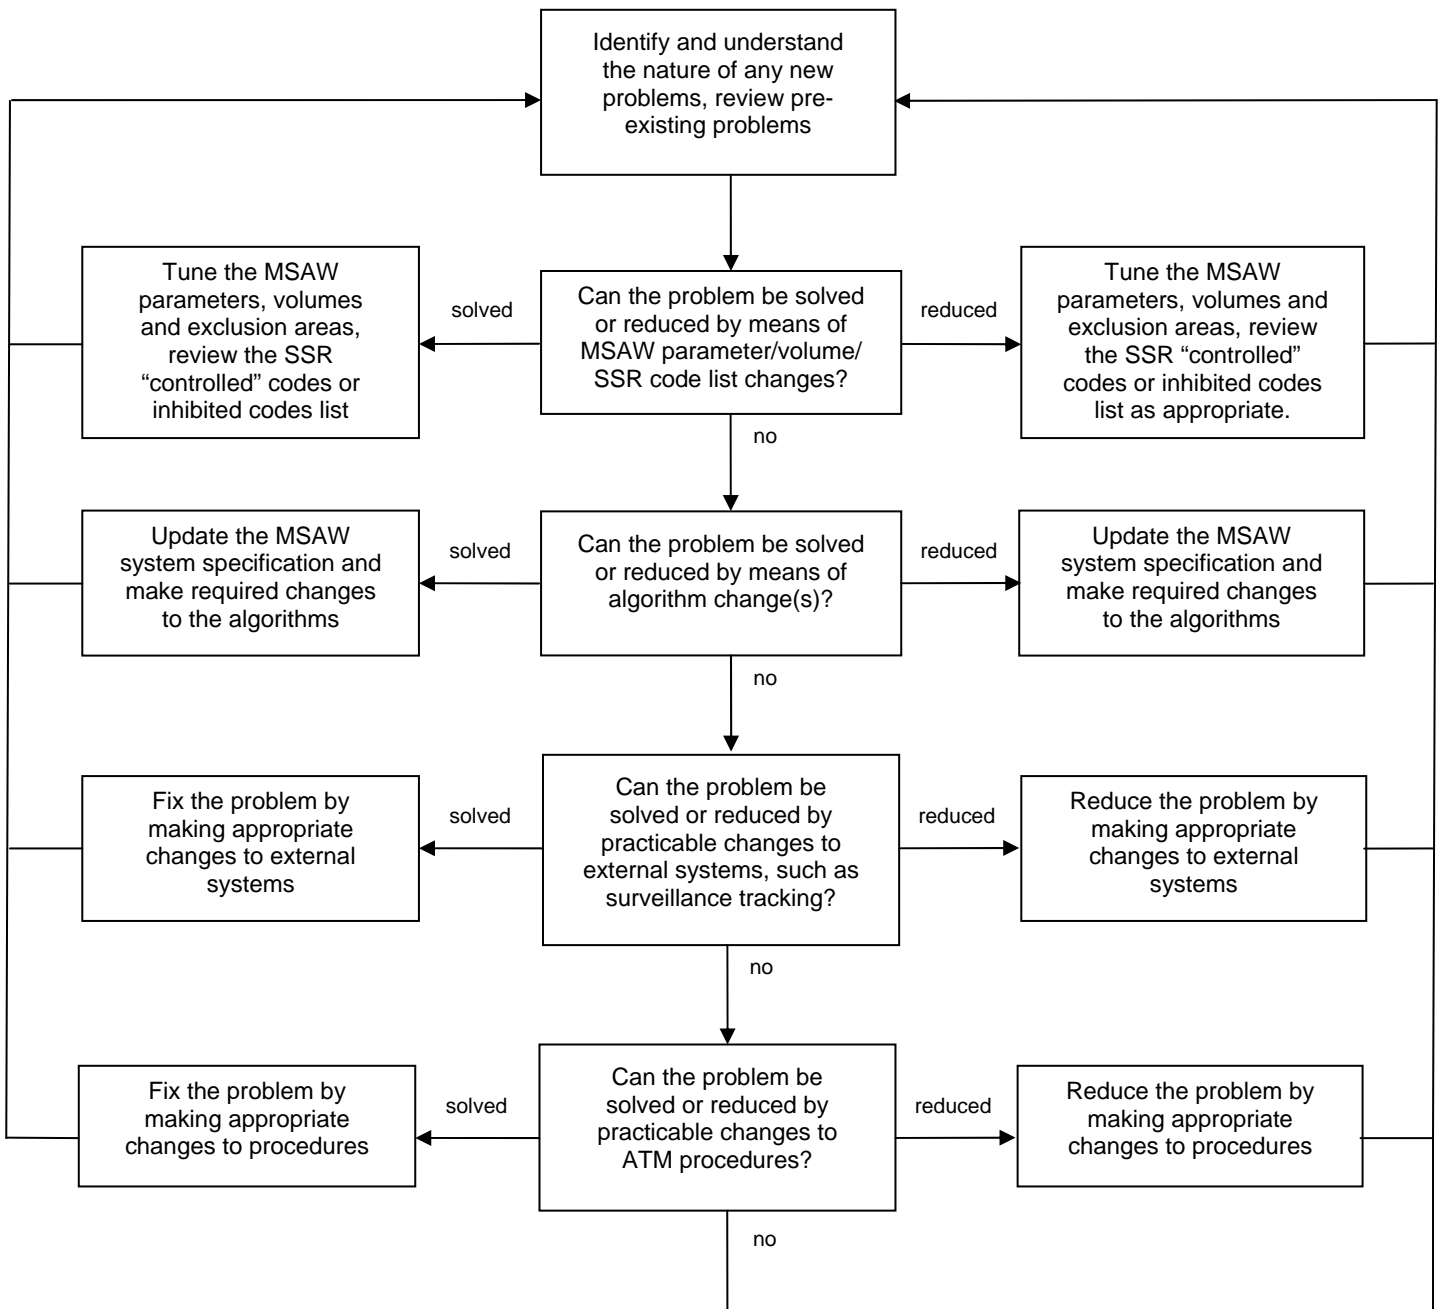 Identify and understand
the nature of any new
problems, review pre-
existing problems
Tune the MSAW
parameters, volumes
and exclusion areas,
review the SSR
“controlled” codes or
inhibited codes list
solved
Can the problem be solved
or reduced by means of
MSAW parameter/volume/
SSR code list changes?
reduced
Tune the MSAW
parameters, volumes and
exclusion areas, review
the SSR “controlled”
codes or inhibited codes
list as appropriate.
no
Update the MSAW
system specification and
make required changes
to the algorithms
solved
Can the problem be solved
or reduced by means of
algorithm change(s)?
reduced
Update the MSAW
system specification and
make required changes
to the algorithms
no
Fix the problem by
making appropriate
changes to external
systems
solved
Can the problem be
solved or reduced by
practicable changes to
external systems, such as
surveillance tracking?
reduced
Reduce the problem by
making appropriate
changes to external
systems
no
Fix the problem by
making appropriate
changes to procedures
solved
Can the problem be
solved or reduced by
practicable changes to
ATM procedures?
reduced
Reduce the problem by
making appropriate
changes to procedures
no